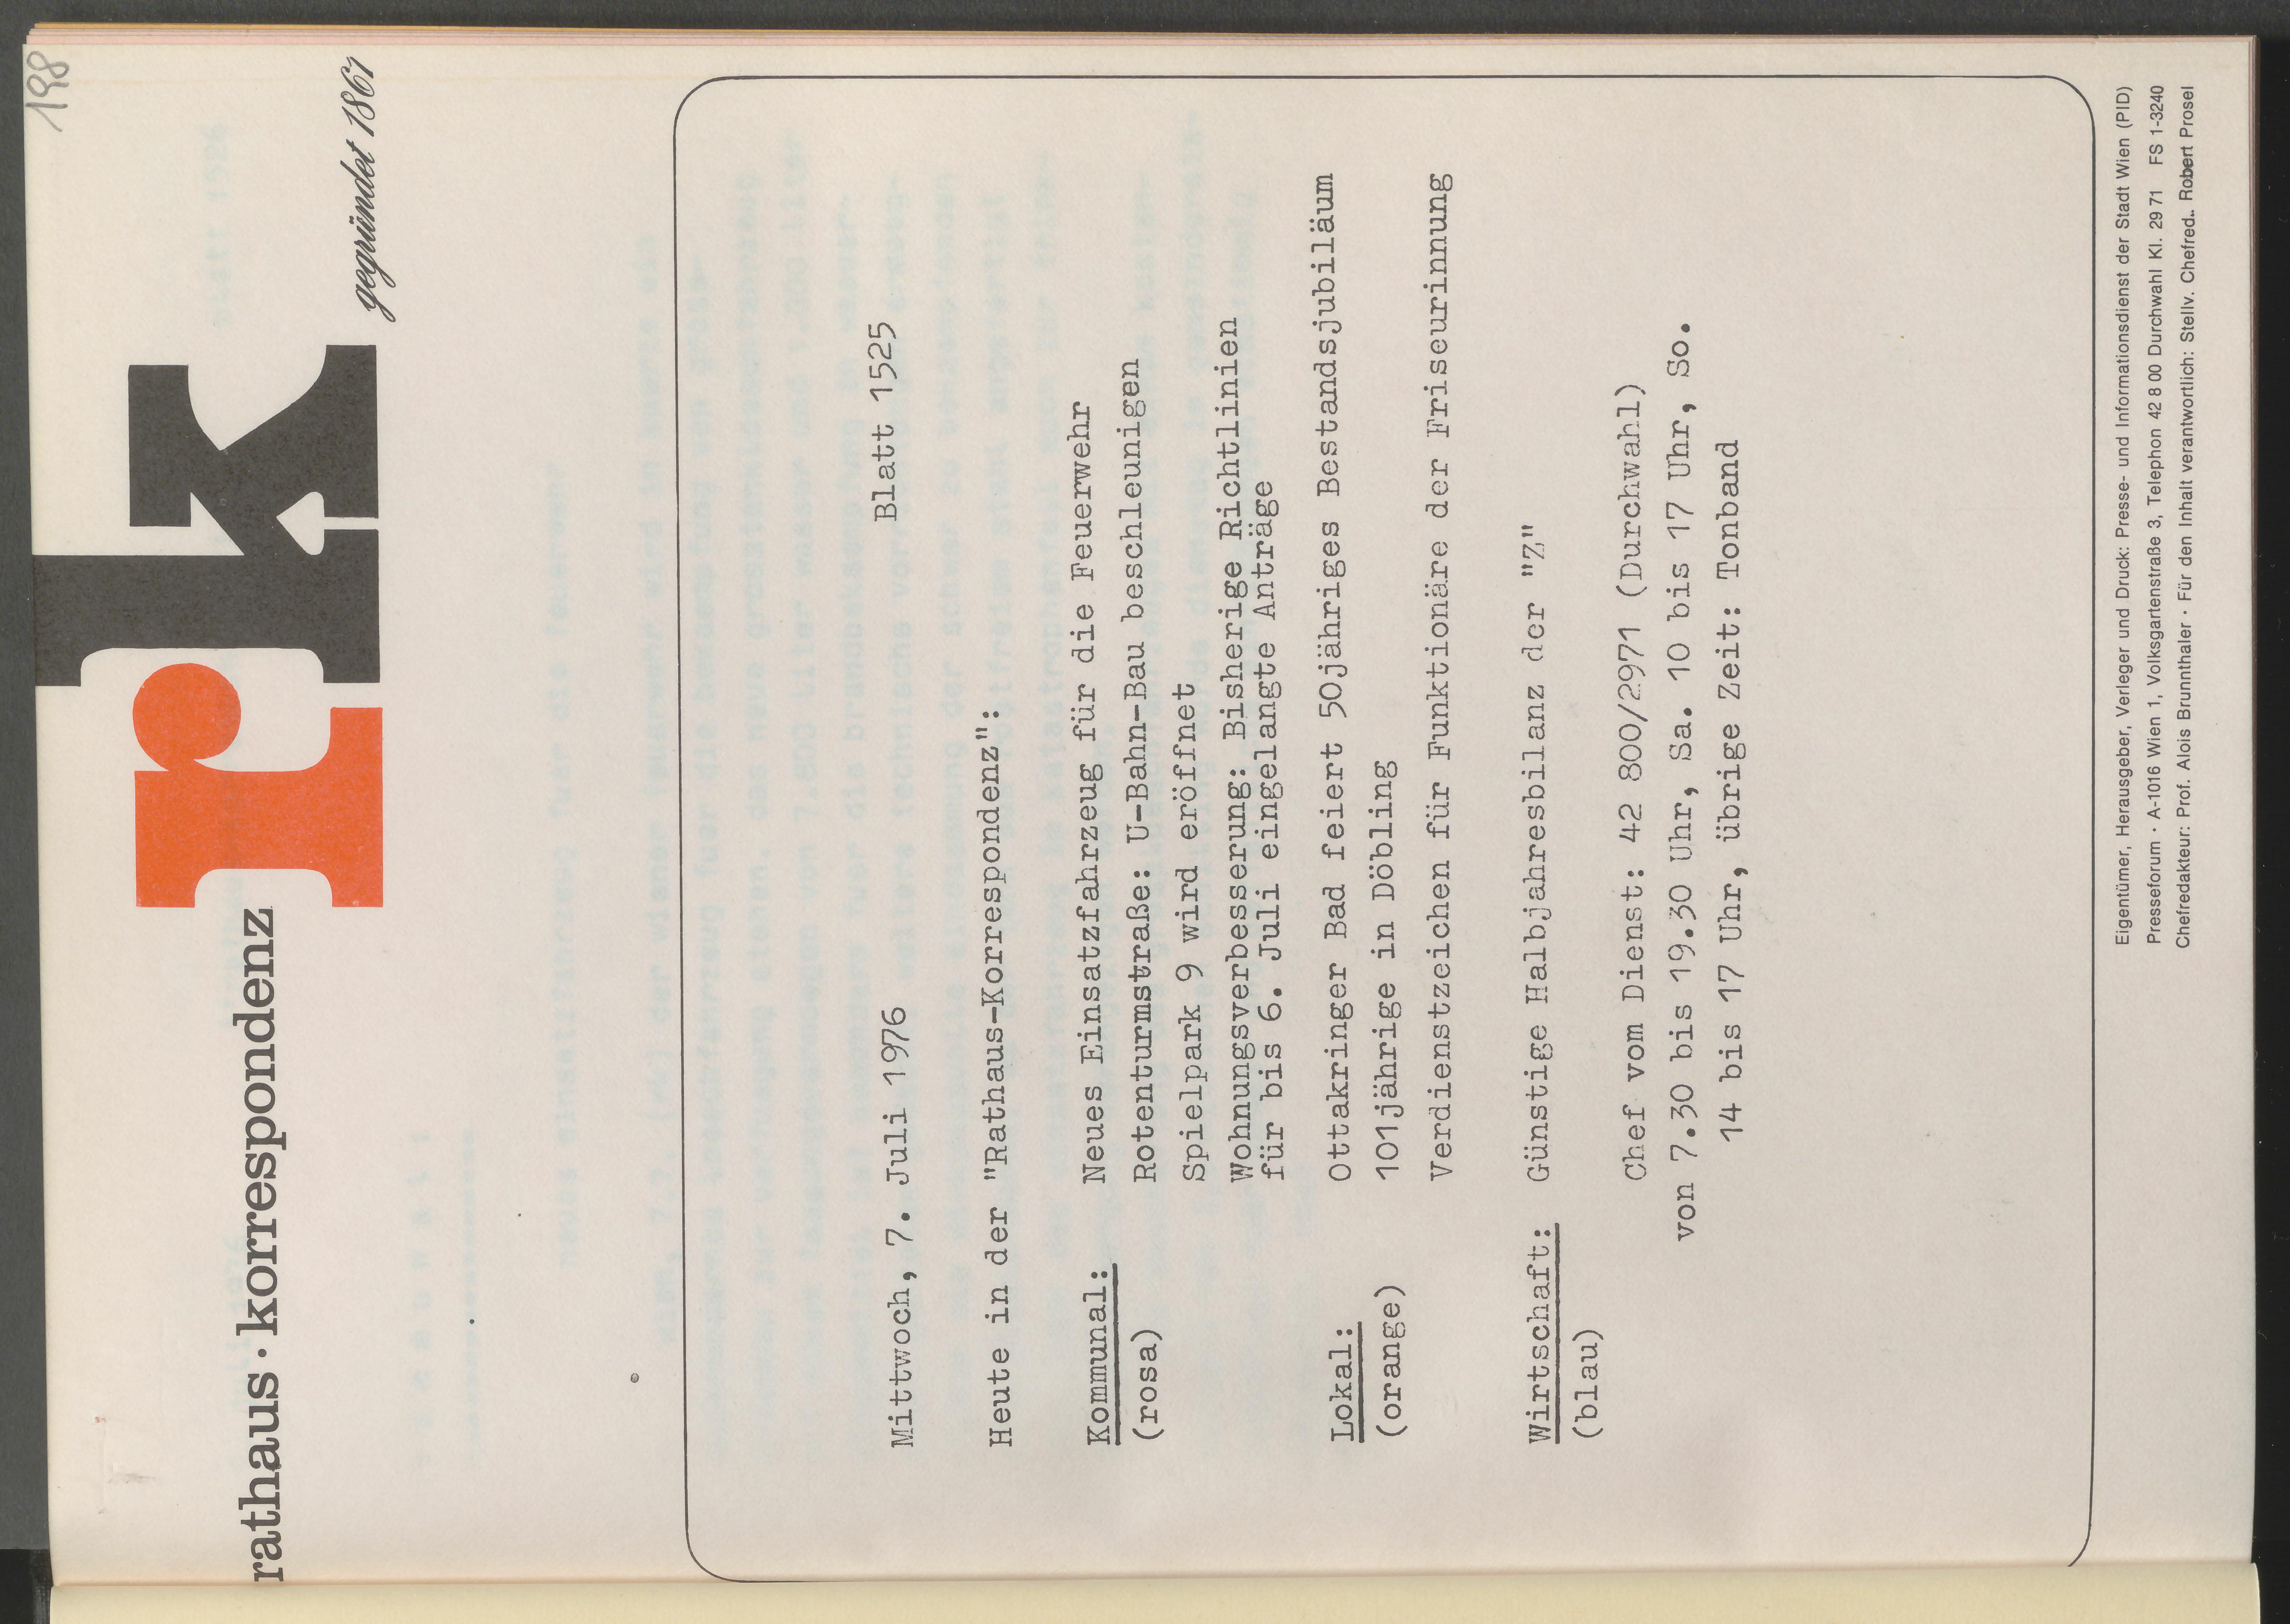 198
rathaus·korrespondenz
rk
gegründet 1861
Mittwoch, 7. Juli 1976 Blatt 1525
Heute in der "Rathaus-Korrespondenz":
Kommunal: Neues Einsatzfahrzeug für die Feuerwehr
(rosa) Rotenturmstraße: U-Bahn-Bau beschleunigen
Spielpark 9 wird eröffnet
Wohnungsverbesserung: Bisherige Richtlinien
für bis 6. Juli eingelangte Anträge
Lokal: Ottakringer Bad feiert 50jähriges Bestandsjubiläum
(orange) 101jährige in Döbling
Verdienstzeichen für Funktionäre der Friseurinnung
Wirtschaft: Günstige Halbjahresbilanz der "Z"
(blau)
Chef vom Dienst: 42 800/2971 (Durchwahl)
von 7.30 bis 19.30 Uhr, Sa. 10 bis 17 Uhr, So.
14 bis 17 Uhr, übrige Zeit: Tonband
Eigentümer, Herausgeber, Verleger und Druck: Presse- und Informationsdienst der Stadt Wien (PID)
Presseforum · A-1016 Wien 1, Volksgartenstraße 3, Telephon 42 8 00 Durchwahl Kl. 29 71 FS 1-3240
Chefredakteur: Prof. Alois Brunnthaler · Für den Inhalt verantwortlich: Stellv. Chefred. Robert Prosel